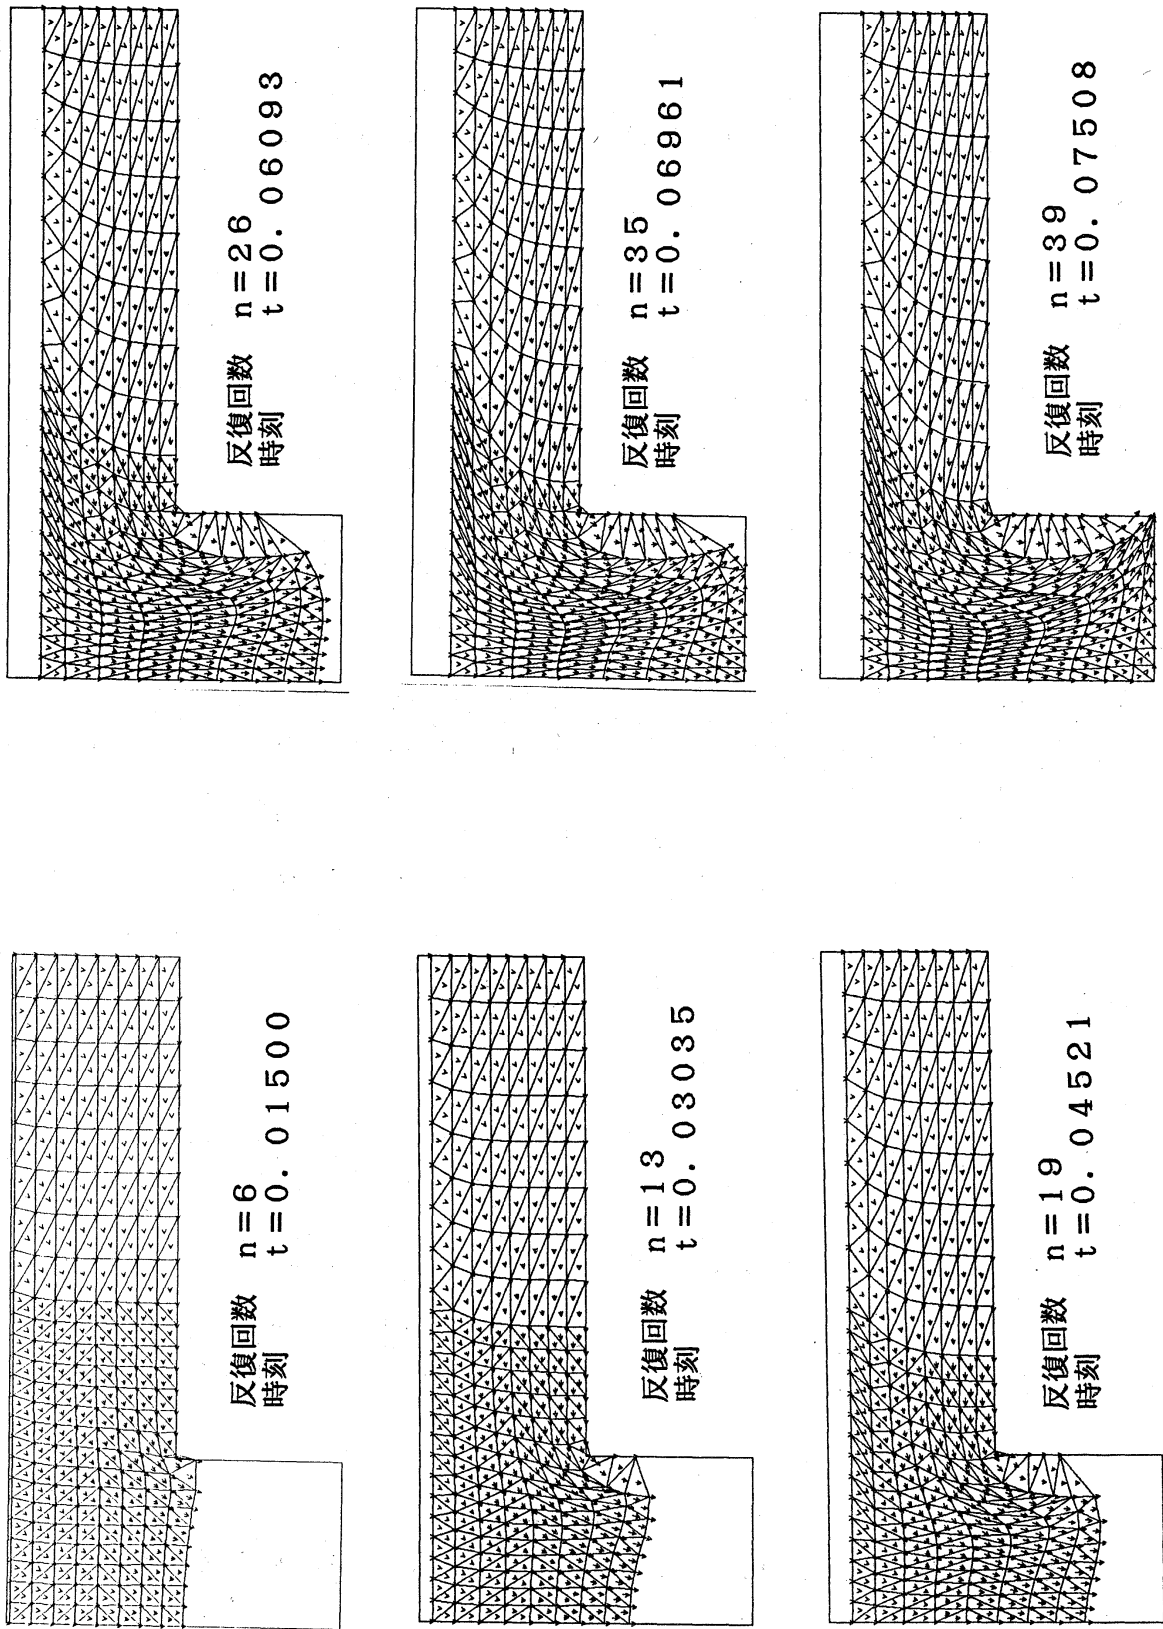 反復回数 n=6
時刻 t=0.01500
反復回数 n=13
時刻 t=0.03035
反復回数 n=19
時刻 t=0.04521
反復回数 n=26
時刻 t=0.06093
反復回数 n=35
時刻 t=0.06961
反復回数 n=39
時刻 t=0.07508